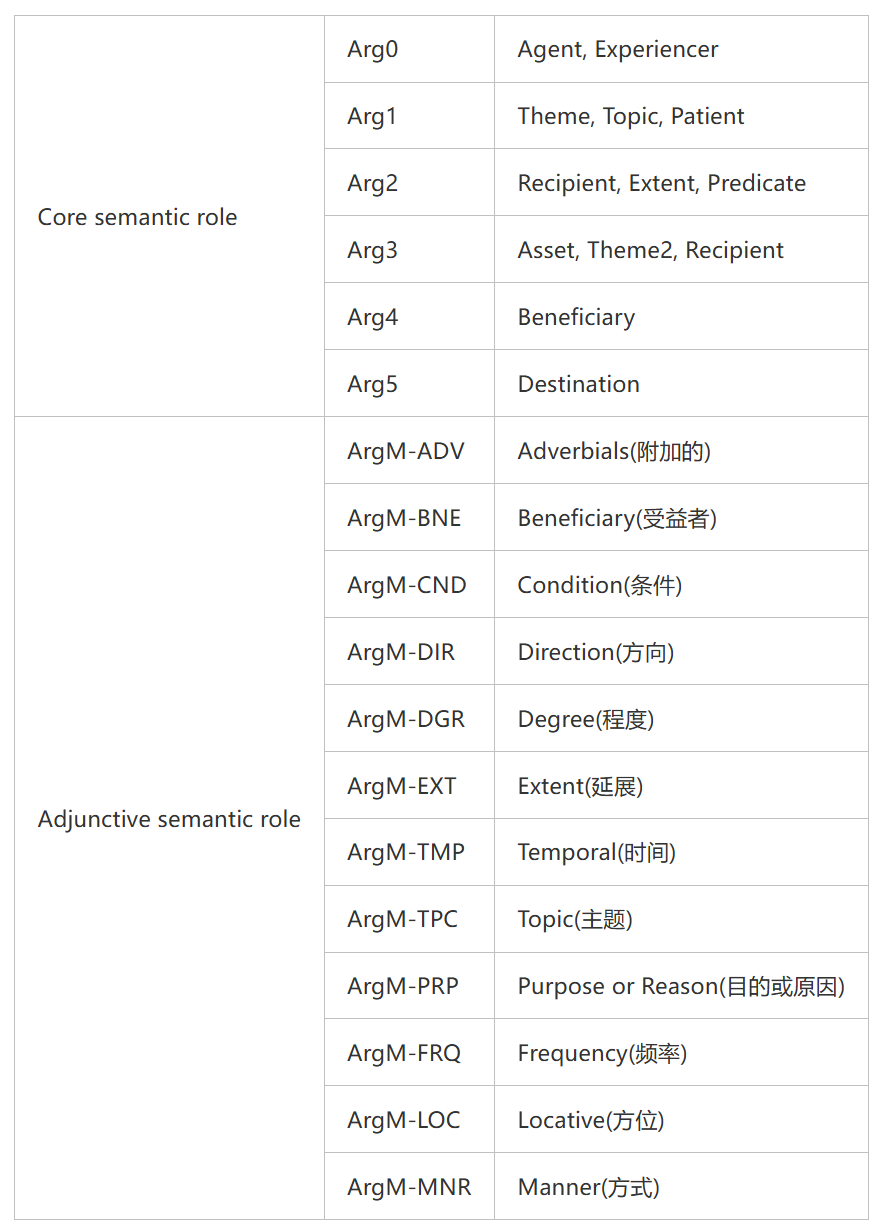 Core semantic role
Arg0 Agent, Experiencer
Arg1 Theme, Topic, Patient
Arg2 Recipient, Extent, Predicate
Arg3 Asset, Theme2, Recipient
Arg4 Beneficiary
Arg5 Destination
Adjunctive semantic role
ArgM-ADV Adverbials(附加的)
ArgM-BNE Beneficiary(受益者)
ArgM-CND Condition(条件)
ArgM-DIR Direction(方向)
ArgM-DGR Degree(程度)
ArgM-EXT Extent(延展)
ArgM-TMP Temporal(时间)
ArgM-TPC Topic(主题)
ArgM-PRP Purpose or Reason(目的或原因)
ArgM-FRQ Frequency(频率)
ArgM-LOC Locative(方位)
ArgM-MNR Manner(方式)